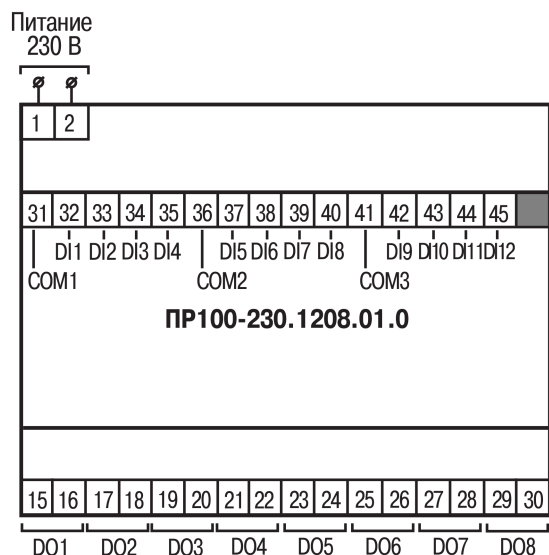 Питание
230 В
1 2
31 32 33 34 35 36 37 38 39 40 41 42 43 44 45
DI1 DI2 DI3 DI4 DI5 DI6 DI7 DI8 DI9 DI10 DI11 DI12
COM1 COM2 COM3
ПР100-230.1208.01.0
15 16 17 18 19 20 21 22 23 24 25 26 27 28 29 30
DO1 DO2 DO3 DO4 DO5 DO6 DO7 DO8